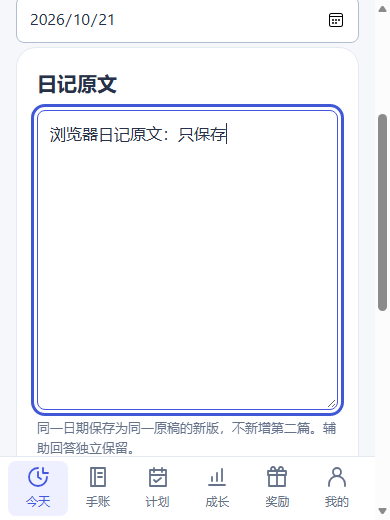 2026/10/21
日记原文
浏览器日记原文：只保存
同一日期保存为同一原稿的新版，不新增第二篇。辅
助回答独立保留。
今天 手账 计划 成长 奖励 我的